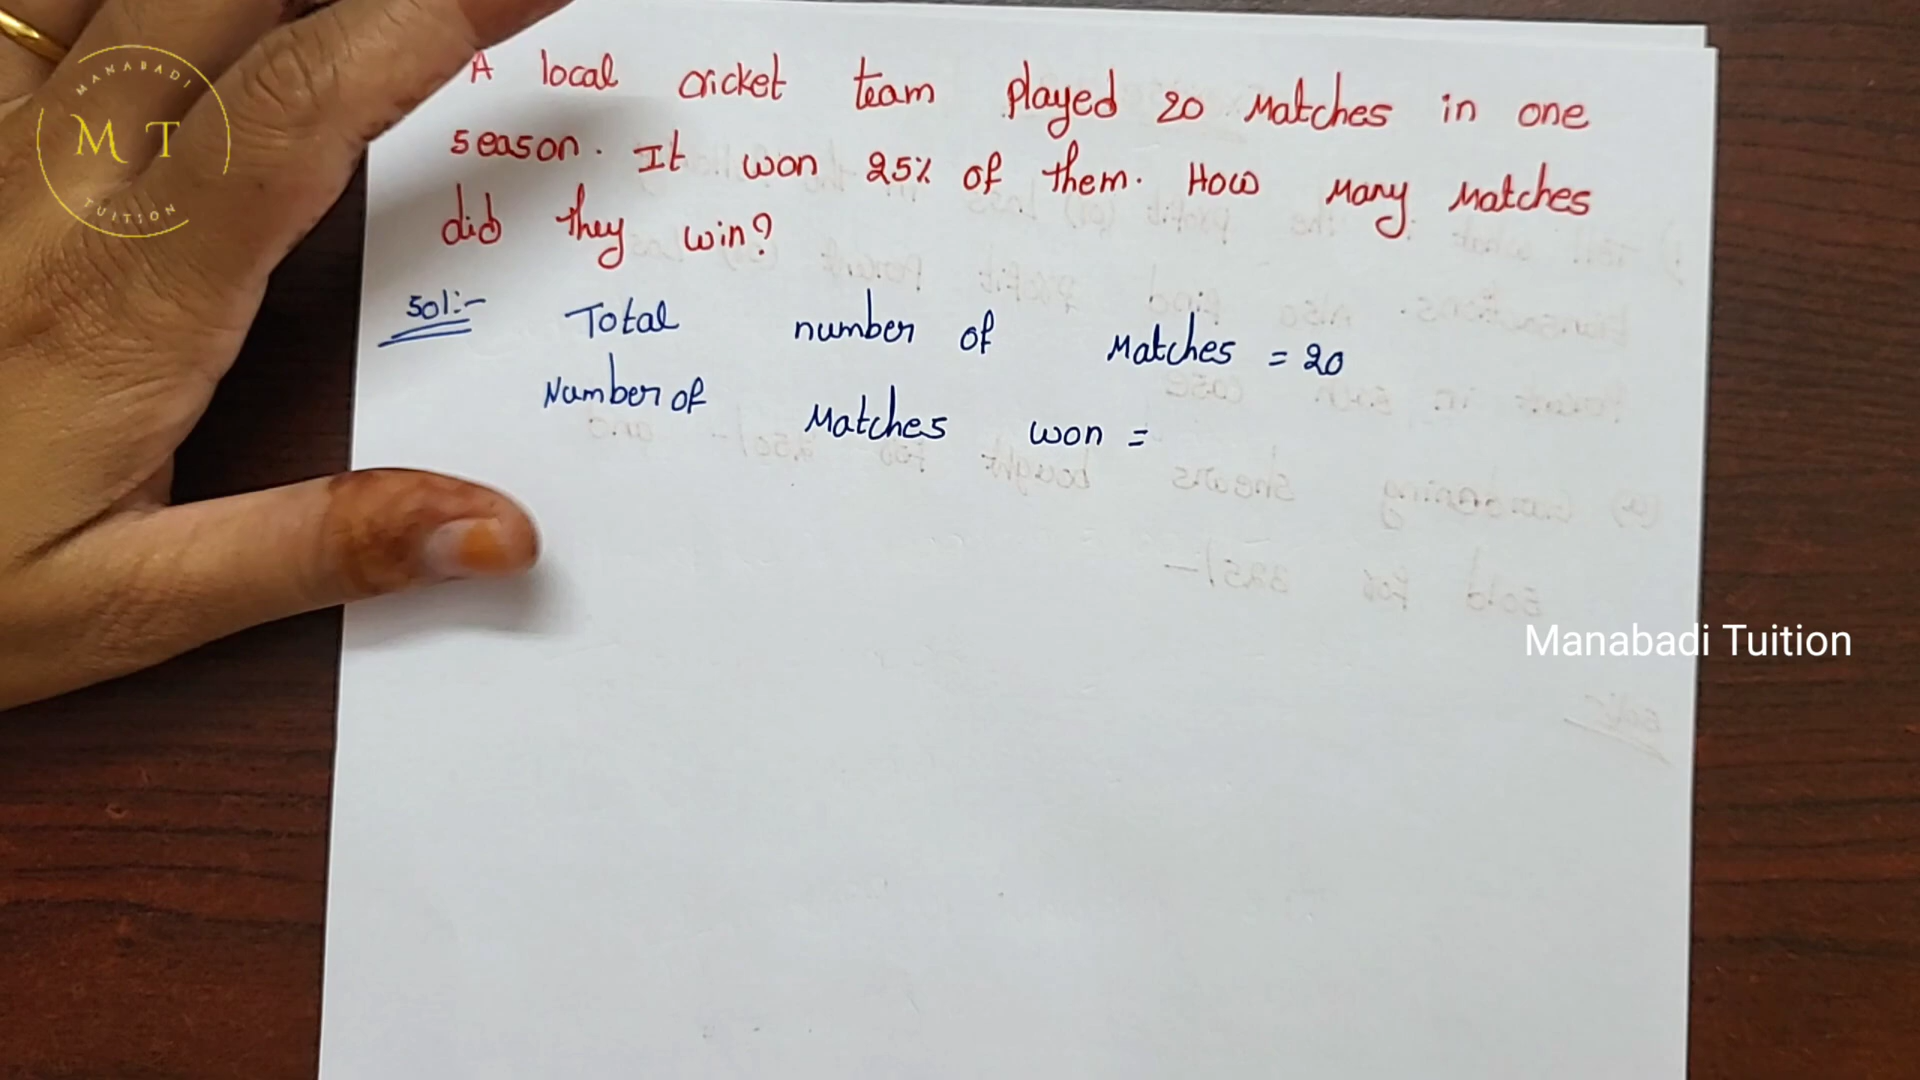 MANABADI
M T
TUITION
A local cricket team played 20 Matches in one
season. It won 25% of them. How Many Matches
did they win?
Sol:-
Total number of Matches = 20
Number of Matches won =
Manabadi Tuition